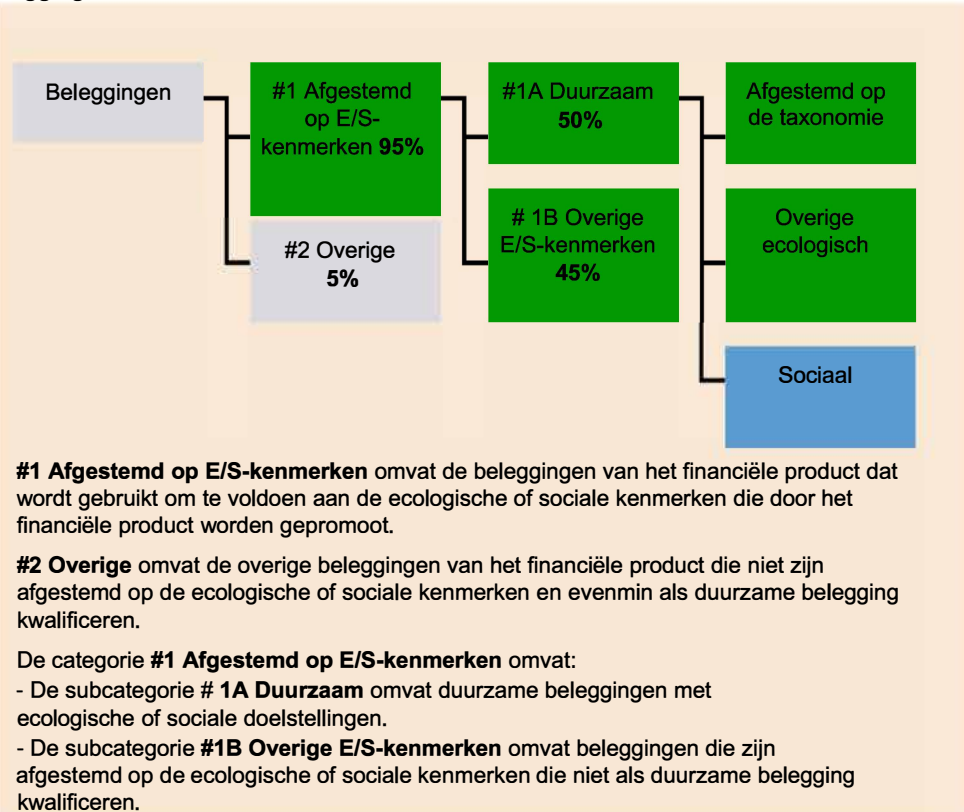 Beleggingen
#1 Afgestemd
op E/S-
kenmerken 95%
#2 Overige
5%
#1A Duurzaam
50%
# 1B Overige
E/S-kenmerken
45%
Afgestemd op
de taxonomie
Overige
ecologisch
Sociaal
#1 Afgestemd op E/S-kenmerken omvat de beleggingen van het financiële product dat
wordt gebruikt om te voldoen aan de ecologische of sociale kenmerken die door het
financiële product worden gepromoot.
#2 Overige omvat de overige beleggingen van het financiële product die niet zijn
afgestemd op de ecologische of sociale kenmerken en evenmin als duurzame belegging
kwalificeren.
De categorie #1 Afgestemd op E/S-kenmerken omvat:
- De subcategorie # 1A Duurzaam omvat duurzame beleggingen met
ecologische of sociale doelstellingen.
- De subcategorie #1B Overige E/S-kenmerken omvat beleggingen die zijn
afgestemd op de ecologische of sociale kenmerken die niet als duurzame belegging
kwalificeren.